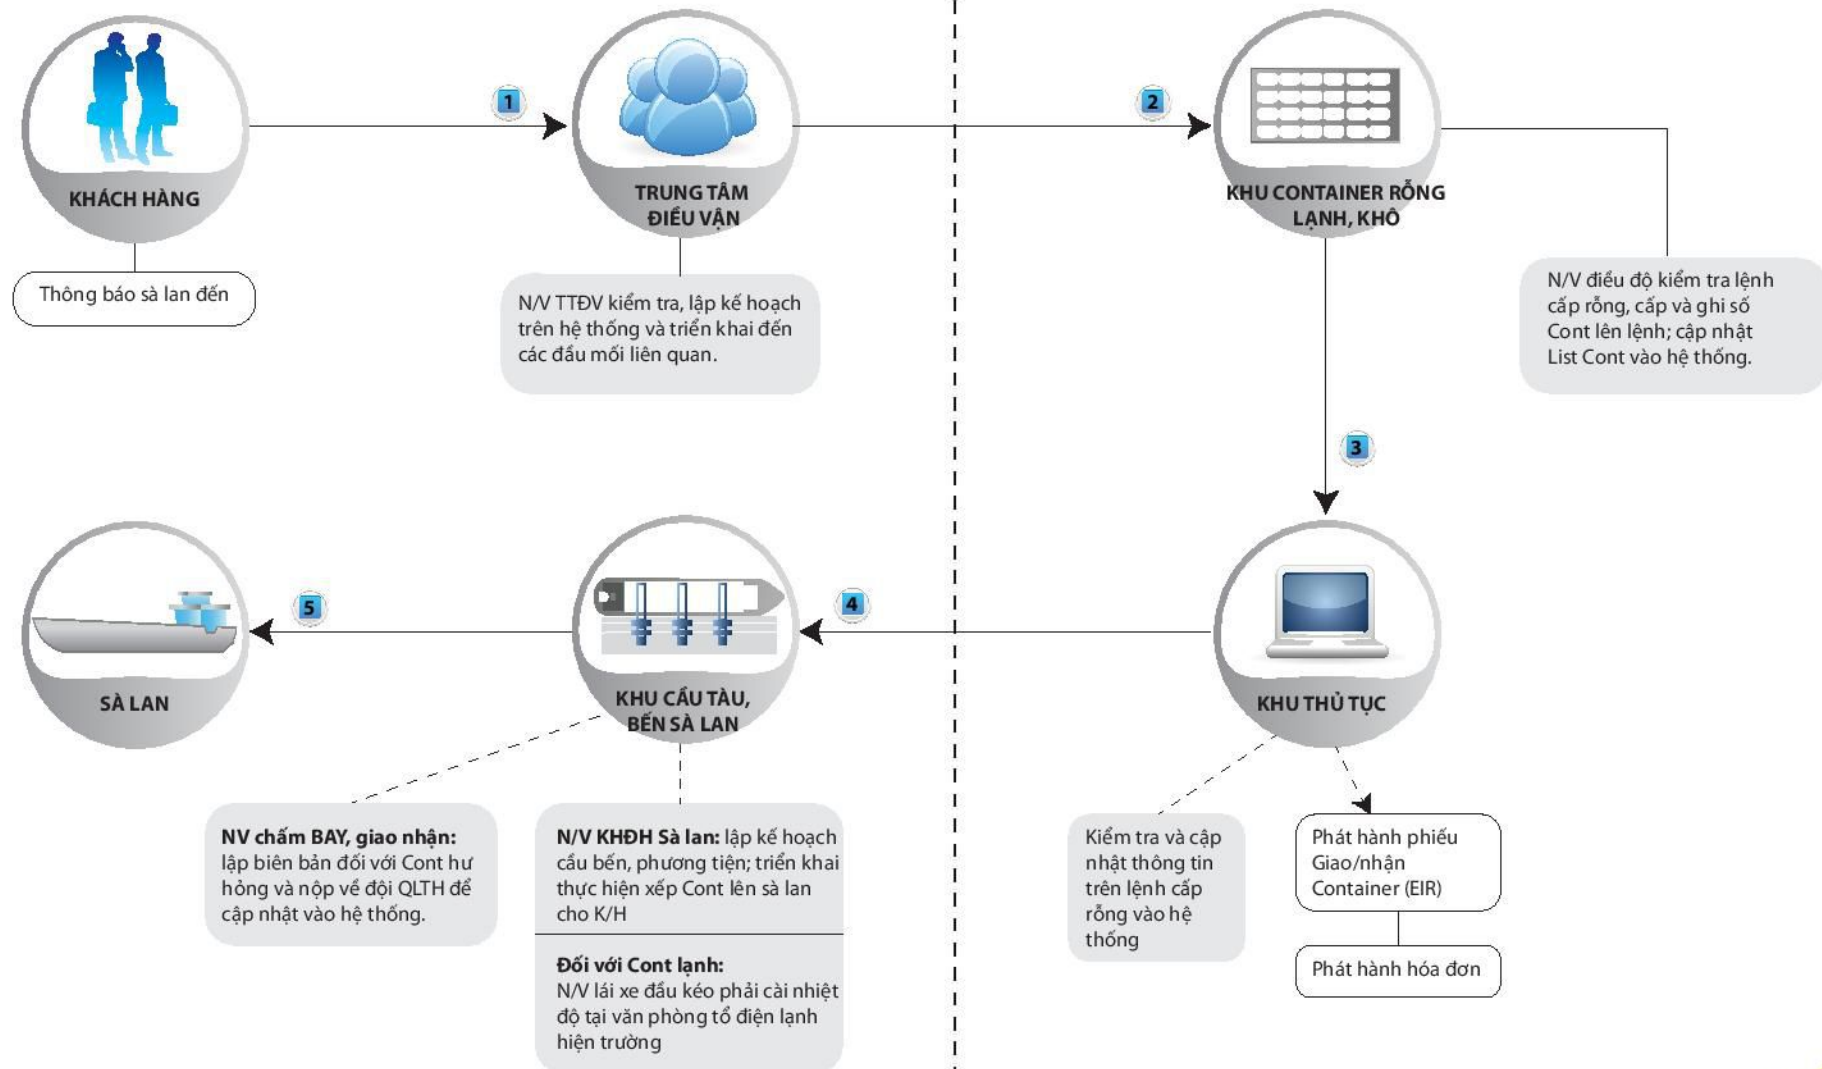 1
2
KHÁCH HÀNG
TRUNG TÂM
ĐIỀU VẬN
KHU CONTAINER RỖNG
LẠNH, KHÔ
Thông báo sà lan đến
N/V TTĐV kiểm tra, lập kế hoạch
trên hệ thống và triển khai đến
các đầu mối liên quan.
N/V điều độ kiểm tra lệnh
cấp rỗng, cấp và ghi số
Cont lên lệnh; cập nhật
List Cont vào hệ thống.
3
5
4
SÀ LAN
KHU CẦU TÀU,
BẾN SÀ LAN
KHU THỦ TỤC
NV chấm BAY, giao nhận:
lập biên bản đối với Cont hư
hỏng và nộp về đội QLTH để
cập nhật vào hệ thống.
N/V KHĐH Sà lan: lập kế hoạch
cầu bến, phương tiện; triển khai
thực hiện xếp Cont lên sà lan
cho K/H
Đối với Cont lạnh:
N/V lái xe đầu kéo phải cài nhiệt
độ tại văn phòng tổ điện lạnh
hiện trường
Kiểm tra và cập
nhật thông tin
trên lệnh cấp
rỗng vào hệ
thống
Phát hành phiếu
Giao/nhận
Container (EIR)
Phát hành hóa đơn